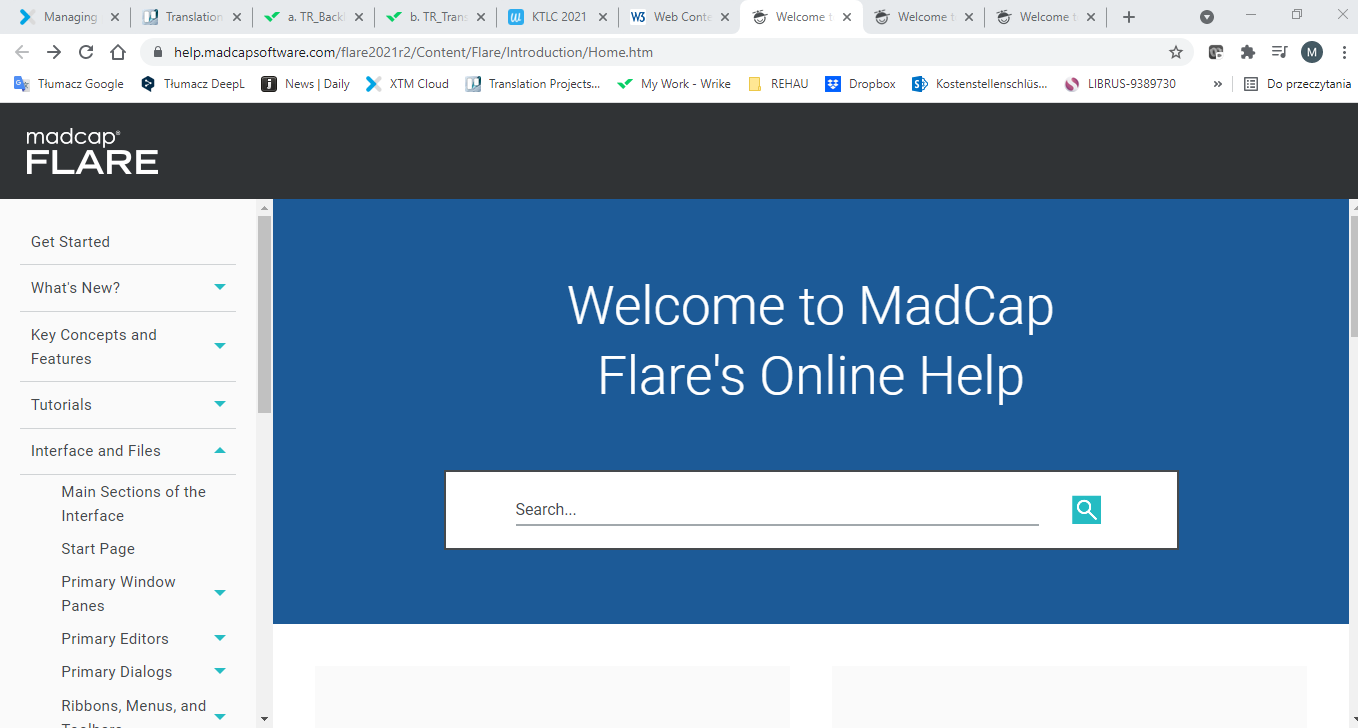 Managing
Translation
a. TR_Back
b. TR_Trans
KTLC 2021
Web Conte
Welcome t
Welcome t
Welcome t
help.madcapsoftware.com/flare2021r2/Content/Flare/Introduction/Home.htm
M
Tłumacz Google
Tłumacz DeepL
News | Daily
XTM Cloud
Translation Projects...
My Work - Wrike
REHAU
Dropbox
Kostenstellenschlüs...
LIBRUS-9389730
»
Do przeczytania
madcap®
FLARE
Get Started
What's New?
Key Concepts and
Features
Tutorials
Interface and Files
Main Sections of the
Interface
Start Page
Primary Window
Panes
Primary Editors
Primary Dialogs
Ribbons, Menus, and
Toolbars
Welcome to MadCap
Flare's Online Help
Search...